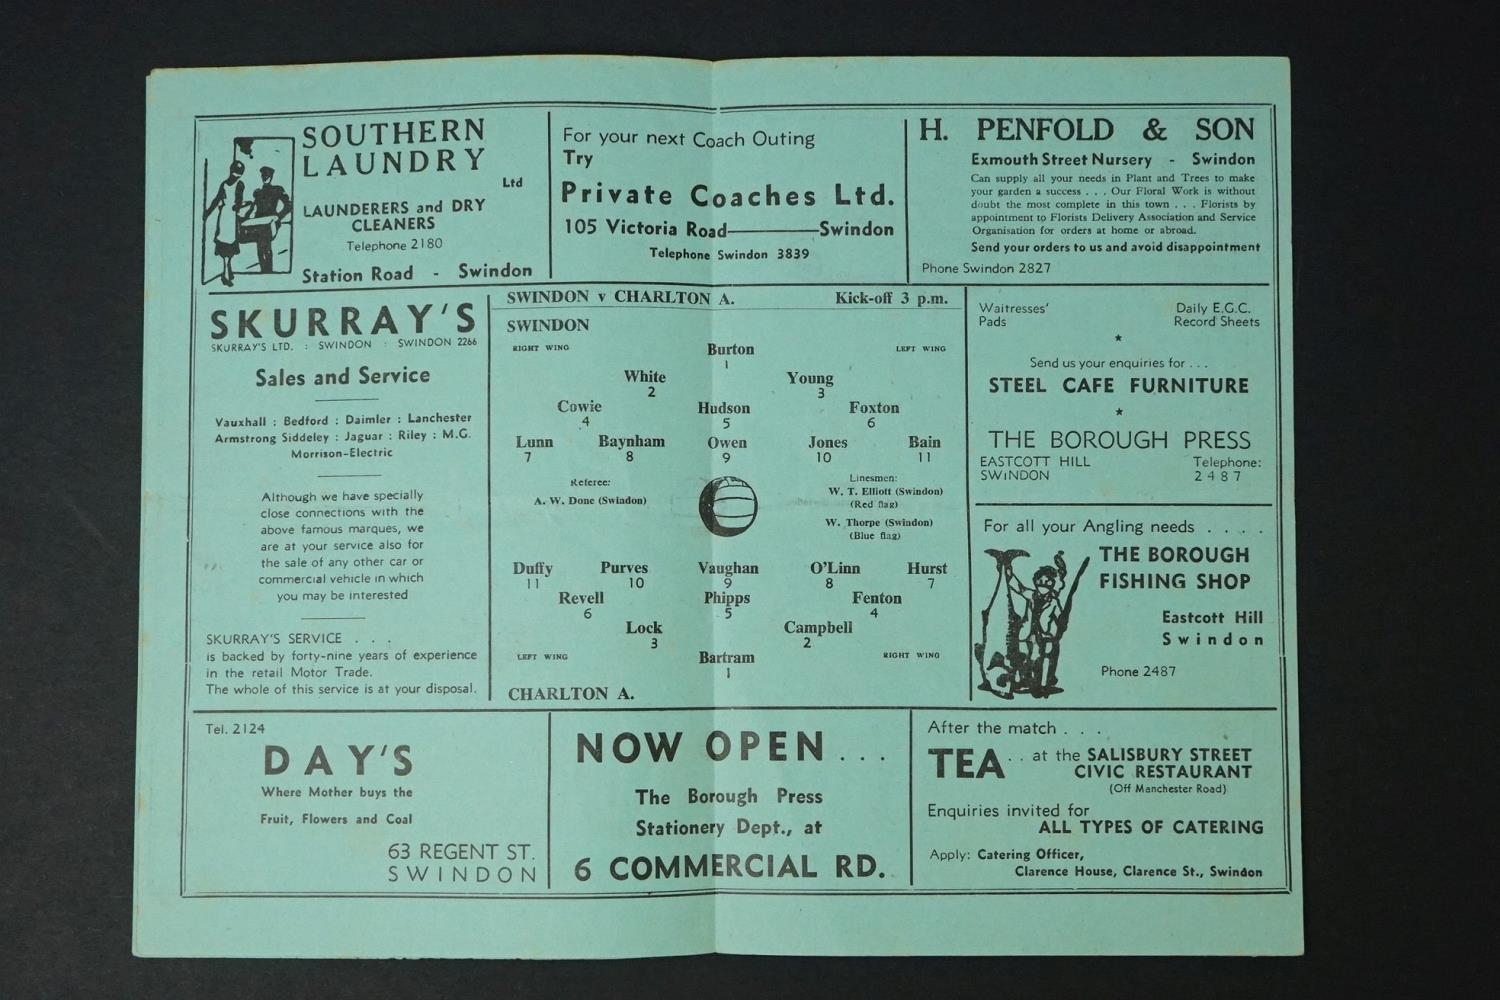 SOUTHERN
LAUNDRY
Ltd
LAUNDERERS and DRY
CLEANERS
Telephone 2180
Station Road - Swindon
For your next Coach Outing
Try
Private Coaches Ltd.
105 Victoria Road Swindon
Telephone Swindon 3839
H. PENFOLD & SON
Exmouth Street Nursery - Swindon
Can supply all your needs in Plant and Trees to make
your garden a success . . . Our Floral Work is without
doubt the most complete in this town . . . Florists by
appointment to Florists Delivery Association and Service
Organisation for orders at home or abroad.
Send your orders to us and avoid disappointment
Phone Swindon 2827
SKURRAY'S
SKURRAY'S LTD. : SWINDON : SWINDON 2266
Sales and Service
Vauxhall : Bedford : Daimler : Lanchester
Armstrong Siddeley : Jaguar : Riley : M.G.
Morrison-Electric
Although we have specially
close connections with the
above famous marques, we
are at your service also for
the sale of any other car or
commercial vehicle in which
you may be interested
SKURRAY'S SERVICE . . .
is backed by forty-nine years of experience
in the retail Motor Trade.
The whole of this service is at your disposal.
SWINDON v CHARLTON A. Kick-off 3 p.m.
SWINDON
RIGHT WING Burton LEFT WING
1
White Young
2 3
Cowie Hudson Foxton
4 5 6
Lunn Baynham Owen Jones Bain
7 8 9 10 11
Referee:
A. W. Done (Swindon)
Linesmen:
W. T. Elliott (Swindon)
(Red flag)
W. Thorpe (Swindon)
(Blue flag)
Duffy Purves Vaughan O'Linn Hurst
11 10 9 8 7
Revell Phipps Fenton
6 5 4
Lock Campbell
3 2
LEFT WING Bartram RIGHT WING
1
CHARLTON A.
Waitresses' Daily E.G.C.
Pads Record Sheets
Send us your enquiries for . . .
STEEL CAFE FURNITURE
THE BOROUGH PRESS
EASTCOTT HILL Telephone:
SWINDON 2487
For all your Angling needs . . . .
THE BOROUGH
FISHING SHOP
Eastcott Hill
Swindon
Phone 2487
Tel. 2124
DAY'S
Where Mother buys the
Fruit, Flowers and Coal
63 REGENT ST.
SWINDON
NOW OPEN . . .
The Borough Press
Stationery Dept., at
6 COMMERCIAL RD.
After the match . . .
TEA . . at the SALISBURY STREET
CIVIC RESTAURANT
(Off Manchester Road)
Enquiries invited for
ALL TYPES OF CATERING
Apply: Catering Officer,
Clarence House, Clarence St., Swindon